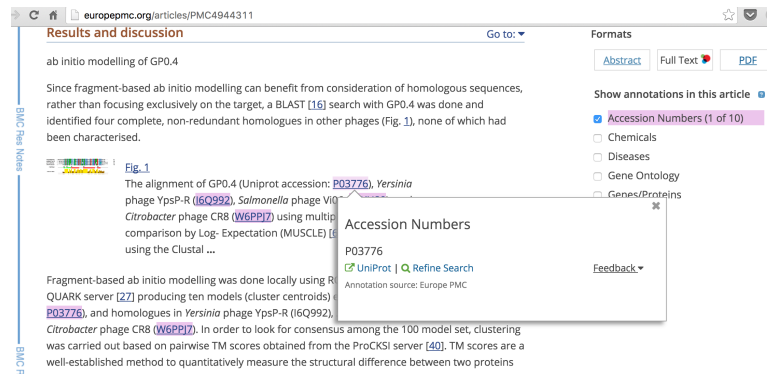 europepmc.org/articles/PMC4944311
Results and discussion
Go to:
ab initio modelling of GP0.4
Since fragment-based ab initio modelling can benefit from consideration of homologous sequences,
rather than focusing exclusively on the target, a BLAST [16] search with GP0.4 was done and
identified four complete, non-redundant homologues in other phages (Fig. 1), none of which had
been characterised.
Fig. 1
The alignment of GP0.4 (Uniprot accession: P03776), Yersinia
phage YpsP-R (I6Q992), Salmonella phage
Citrobacter phage CR8 (W6PPJ7) using
comparison by Log- Expectation (MUSCLE)
using the Clustal ...
Fragment-based ab initio modelling was done locally using
QUARK server [27] producing ten models (cluster centroids)
P03776), and homologues in Yersinia phage YpsP-R (I6Q992),
Citrobacter phage CR8 (W6PPJ7). In order to look for consensus among the 100 model set, clustering
was carried out based on pairwise TM scores obtained from the ProCKSI server [40]. TM scores are a
well-established method to quantitatively measure the structural difference between two proteins
BMC Res Notes
Accession Numbers
P03776
UniProt | Refine Search
Feedback
Annotation source: Europe PMC
Formats
Abstract
Full Text
PDF
Show annotations in this article
Accession Numbers (1 of 10)
Chemicals
Diseases
Gene Ontology
Genes/Proteins